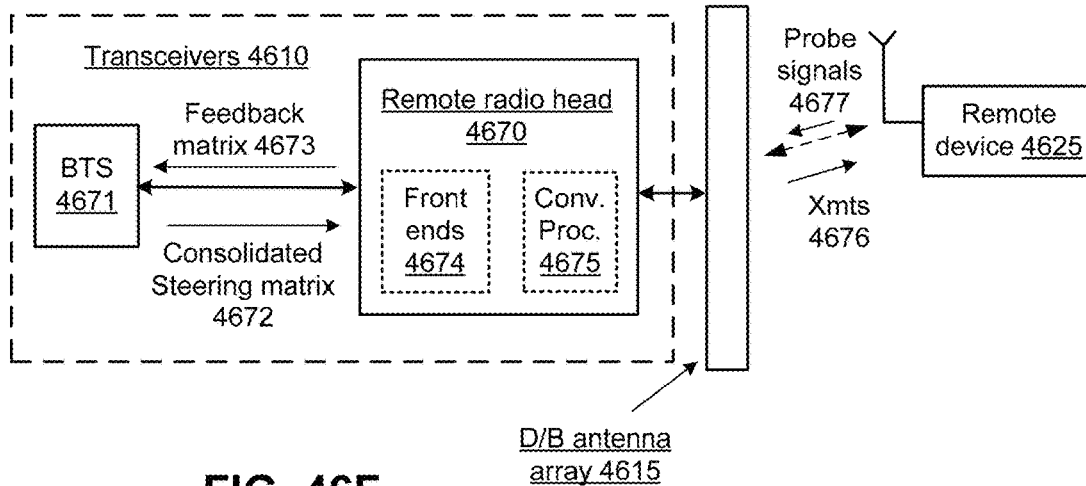 Transceivers 4610
BTS
4671
Feedback
matrix 4673
Consolidated
Steering matrix
4672
Remote radio head
4670
Front
ends
4674
Conv.
Proc.
4675
Probe
signals
4677
Xmts
4676
Remote
device 4625
D/B antenna
array 4615